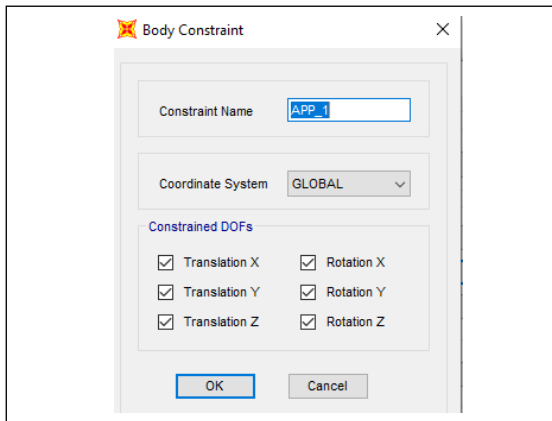 Body Constraint
Constraint Name APP_1
Coordinate System GLOBAL
Constrained DOFs
Translation X Rotation X
Translation Y Rotation Y
Translation Z Rotation Z
OK Cancel